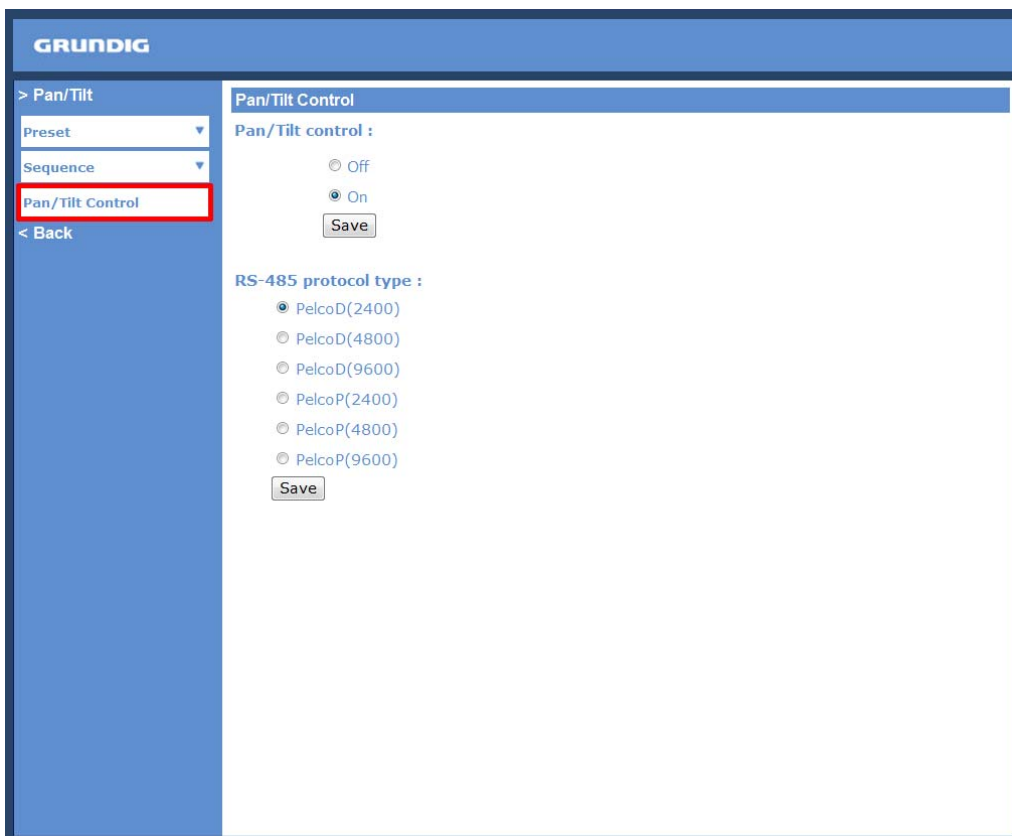 GRUNDIG
> Pan/Tilt
Preset
Sequence
Pan/Tilt Control
< Back
Pan/Tilt Control
Pan/Tilt control :
Off
On
Save
RS-485 protocol type :
PelcoD(2400)
PelcoD(4800)
PelcoD(9600)
PelcoP(2400)
PelcoP(4800)
PelcoP(9600)
Save